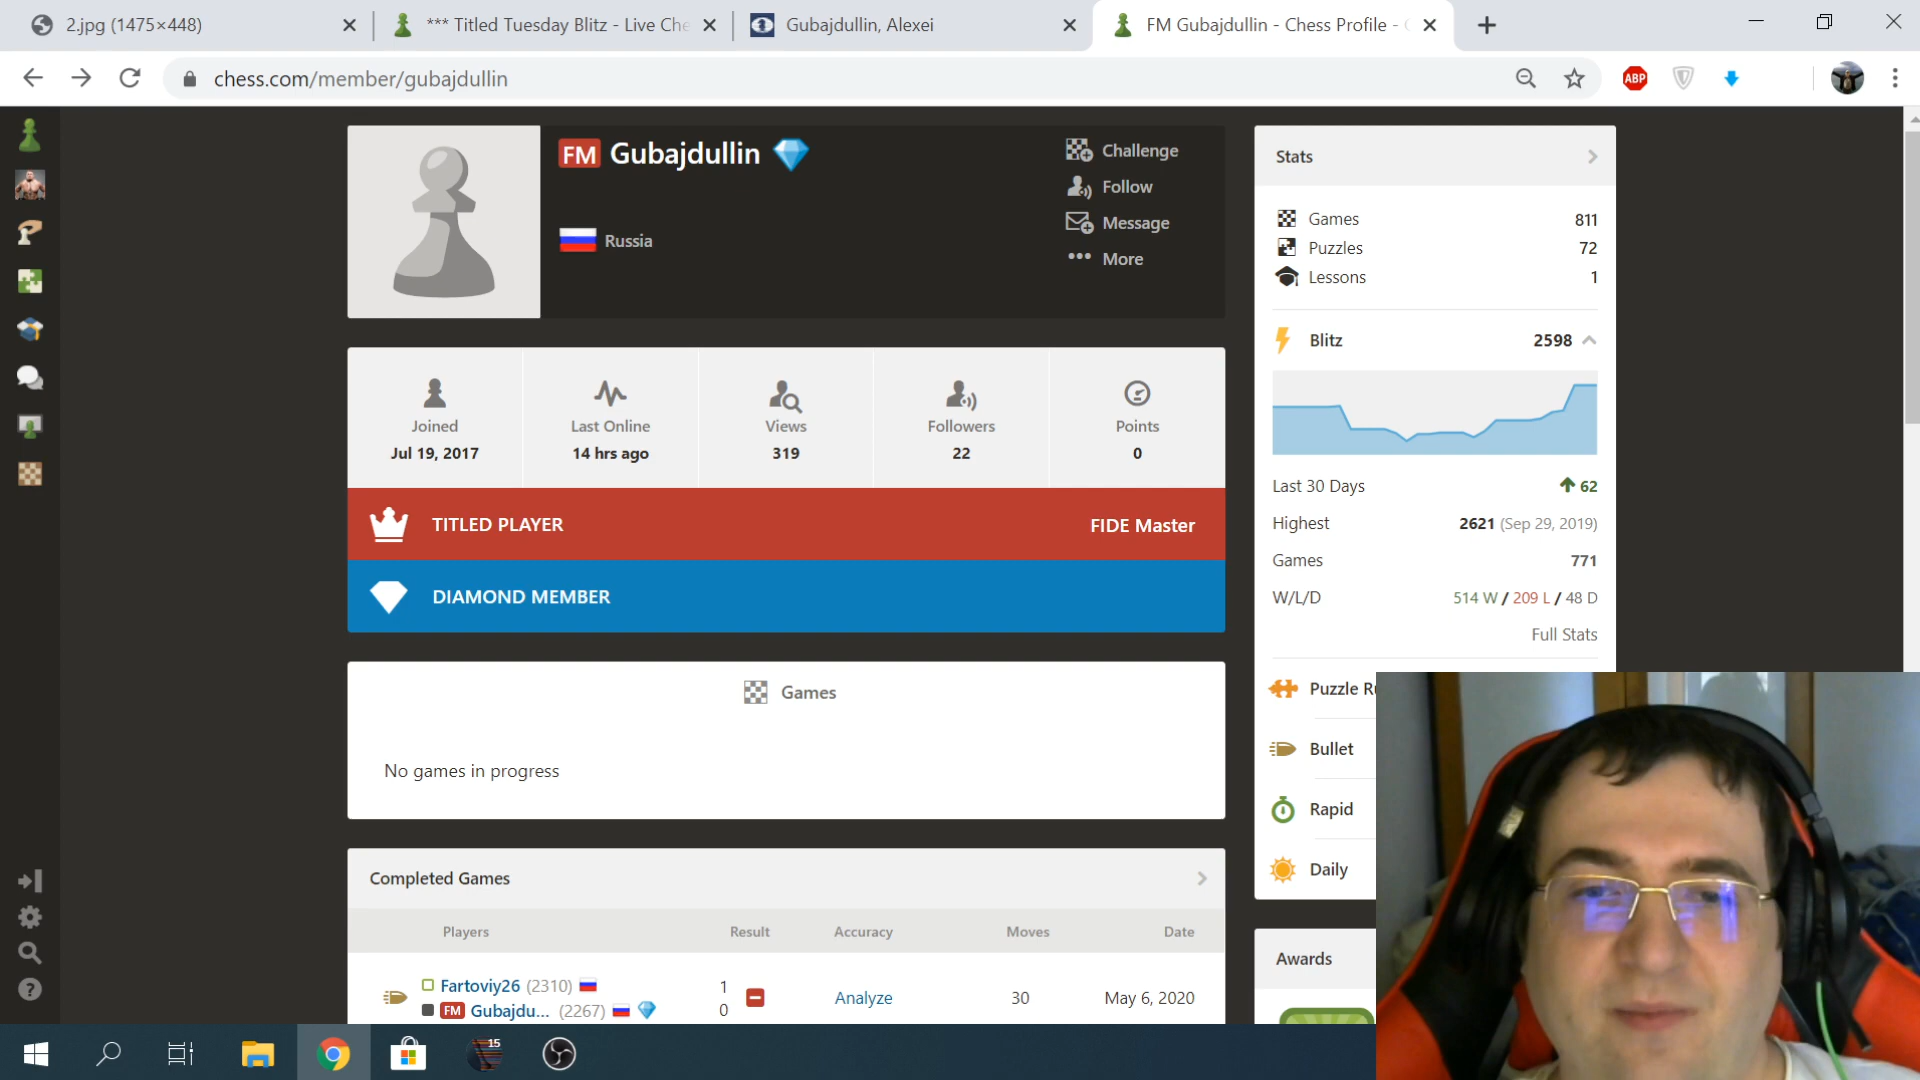 2.jpg (1475×448)
*** Titled Tuesday Blitz - Live Che
Gubajdullin, Alexei
FM Gubajdullin - Chess Profile -
chess.com/member/gubajdullin
ABP
FM Gubajdullin
Russia
Challenge
Follow
Message
More
Joined
Jul 19, 2017
Last Online
14 hrs ago
Views
319
Followers
22
Points
0
TITLED PLAYER
FIDE Master
DIAMOND MEMBER
Games
No games in progress
Completed Games
Players Result Accuracy Moves Date
Fartoviy26 (2310) 1
FM Gubajdu... (2267) 0
Analyze 30 May 6, 2020
Stats
Games 811
Puzzles 72
Lessons 1
Blitz 2598
Last 30 Days 62
Highest 2621 (Sep 29, 2019)
Games 771
W/L/D 514 W / 209 L / 48 D
Full Stats
Puzzle Ru
Bullet
Rapid
Daily
Awards
15